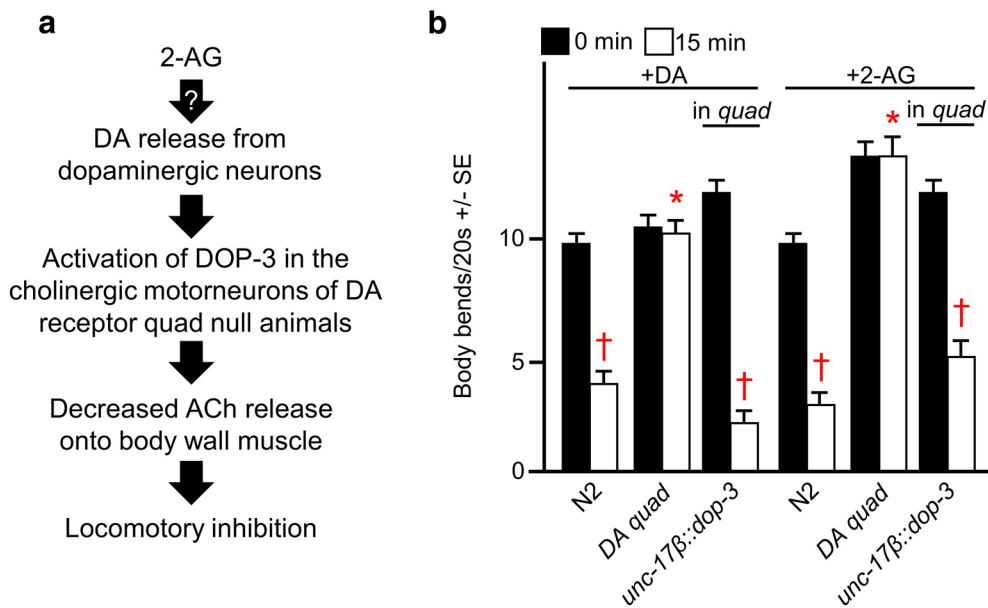 a
2-AG
?
DA release from
dopaminergic neurons
Activation of DOP-3 in the
cholinergic motorneurons of DA
receptor quad null animals
Decreased ACh release
onto body wall muscle
Locomotory inhibition
b
0 min 15 min
+DA +2-AG
in quad in quad
* *
† † † †
Body bends/20s +/- SE
10
5
0
N2 DA quad unc-17β::dop-3 N2 DA quad unc-17β::dop-3